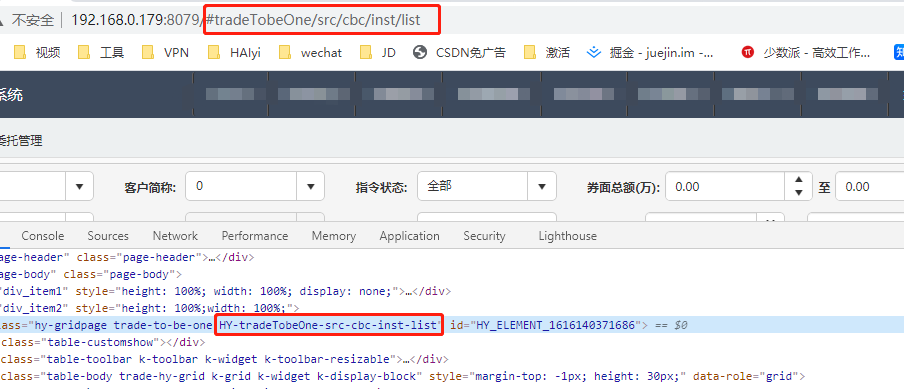 不安全 192.168.0.179:8079/#tradeTobeOne/src/cbc/inst/list
视频 工具 VPN HAIyi wechat JD CSDN免广告 激活 掘金 - juejin.im -... 少数派 - 高效工作...
系统
委托管理
客户简称: 0 指令状态: 全部 券面总额(万): 0.00 至 0.00
Console Sources Network Performance Memory Application Security Lighthouse
age-header" class="page-header">…</div>
age-body" class="page-body">
"div_item1" style="height: 100%; width: 100%; display: none;">…</div>
"div_item2" style="height: 100%;width: 100%;">
lass="hy-gridpage trade-to-be-one HY-tradeTobeOne-src-cbc-inst-list" id="HY_ELEMENT_1616140371686"> == $0
class="table-customshow"></div>
class="table-toolbar k-toolbar k-widget k-toolbar-resizable">…</div>
class="table-body trade-hy-grid k-grid k-widget k-display-block" style="margin-top: -1px; height: 30px;" data-role="grid">